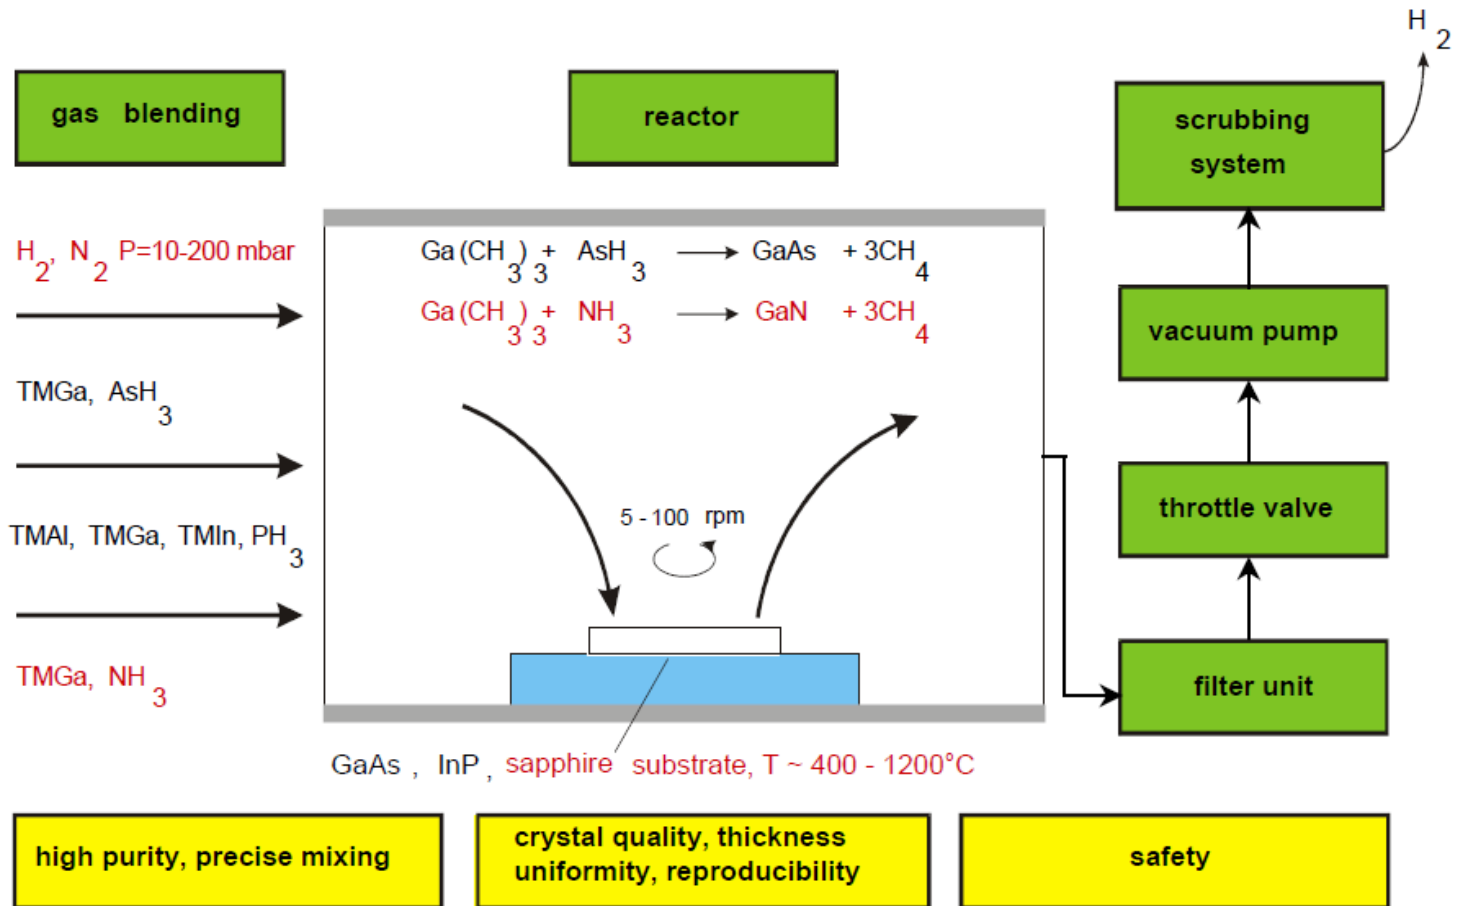 H2
gas blending
reactor
scrubbing
system
H2, N2 P=10-200 mbar
Ga(CH3)3 + AsH3 → GaAs + 3CH4
Ga(CH3)3 + NH3 → GaN + 3CH4
vacuum pump
TMGa, AsH3
throttle valve
5 - 100 rpm
TMAl, TMGa, TMIn, PH3
TMGa, NH3
filter unit
GaAs , InP , sapphire substrate, T ~ 400 - 1200°C
high purity, precise mixing
crystal quality, thickness
uniformity, reproducibility
safety